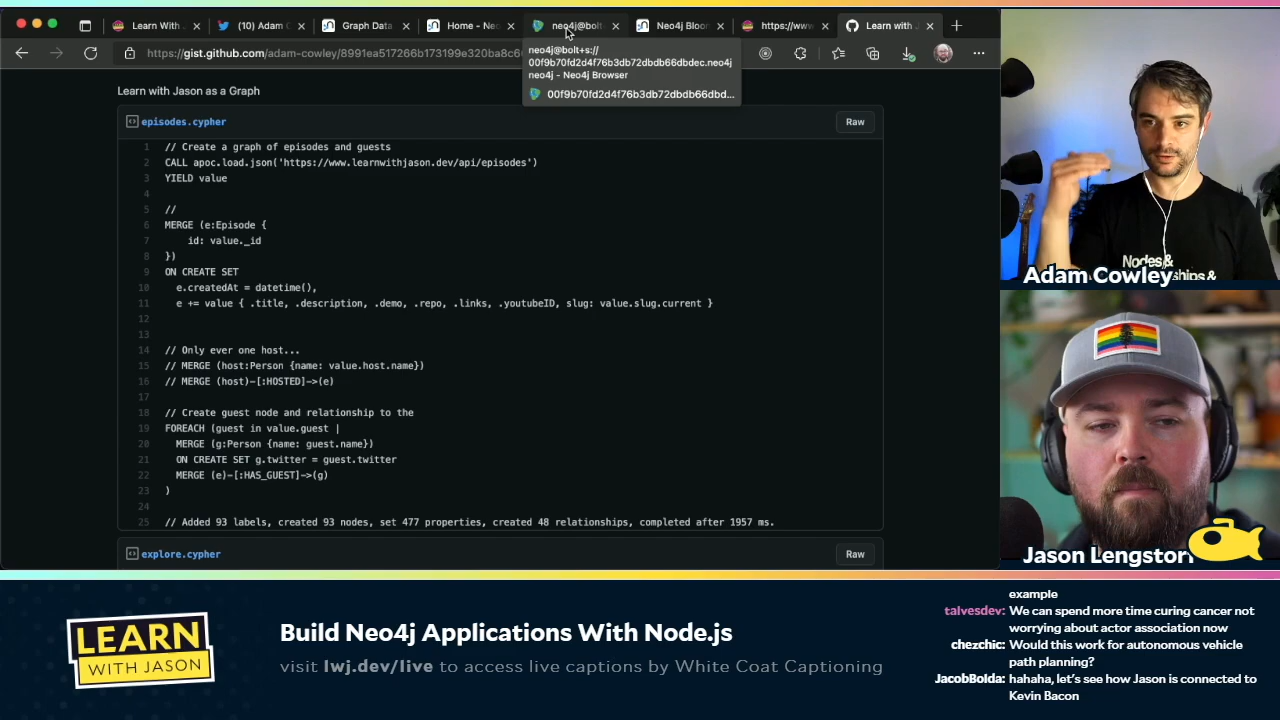 Learn With
(10) Adam C
Graph Data
Home - Neo
neo4j@bolt
Neo4j Bloo
https://www
Learn with
https://gist.github.com/adam-cowley/8991ea517266b173199e320ba8c6
neo4j@bolt+s://
00f9b70fd2d4f76b3db72dbdb66dbdec.neo4j
neo4j - Neo4j Browser
00f9b70fd2d4f76b3db72dbdb66dbd...
Learn with Jason as a Graph
episodes.cypher
Raw
1 // Create a graph of episodes and guests
2 CALL apoc.load.json('https://www.learnwithjason.dev/api/episodes')
3 YIELD value
4
5 //
6 MERGE (e:Episode {
7 id: value._id
8 })
9 ON CREATE SET
10 e.createdAt = datetime(),
11 e += value { .title, .description, .demo, .repo, .links, .youtubeID, slug: value.slug.current }
12
13
14 // Only ever one host...
15 // MERGE (host:Person {name: value.host.name})
16 // MERGE (host)-[:HOSTED]->(e)
17
18 // Create guest node and relationship to the
19 FOREACH (guest in value.guest |
20 MERGE (g:Person {name: guest.name})
21 ON CREATE SET g.twitter = guest.twitter
22 MERGE (e)-[:HAS_GUEST]->(g)
23 )
24
25 // Added 93 labels, created 93 nodes, set 477 properties, created 48 relationships, completed after 1957 ms.
explore.cypher
Raw
Nodes &
Adam Cowley
Jason Lengstorf
LEARN
WITH JASON
Build Neo4j Applications With Node.js
visit lwj.dev/live to access live captions by White Coat Captioning
example
talvesdev: We can spend more time curing cancer not
worrying about actor association now
chezchic: Would this work for autonomous vehicle
path planning?
JacobBolda: hahaha, let's see how Jason is connected to
Kevin Bacon